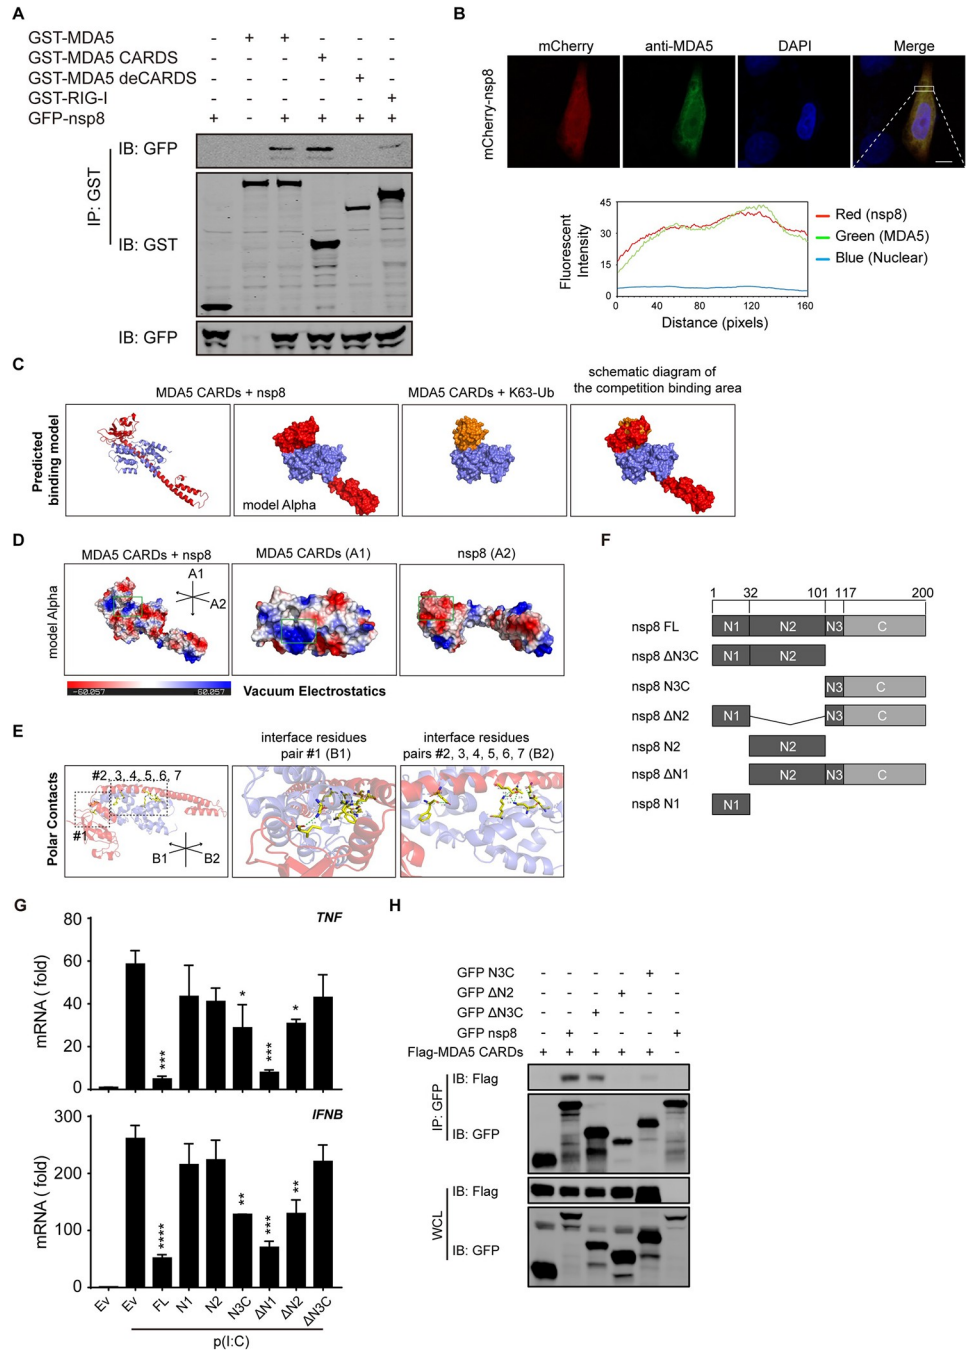 A
GST-MDA5 - + + - - -
GST-MDA5 CARDS - - - + - -
GST-MDA5 deCARDS - - - - + -
GST-RIG-I - - - - - +
GFP-nsp8 + - + + + +
IP: GST
IB: GFP
IB: GST
IB: GFP
B
mCherry anti-MDA5 DAPI Merge
mCherry-nsp8
Fluorescent Intensity
45
30
15
0
0 40 80 120 160
Distance (pixels)
Red (nsp8)
Green (MDA5)
Blue (Nuclear)
C
MDA5 CARDs + nsp8
MDA5 CARDs + K63-Ub
schematic diagram of
the competition binding area
Predicted
binding model
model Alpha
D
MDA5 CARDs + nsp8
MDA5 CARDs (A1)
nsp8 (A2)
model Alpha
A1
A2
-60.057
60.057
Vacuum Electrostatics
E
interface residues
pair #1 (B1)
interface residues
pairs #2, 3, 4, 5, 6, 7 (B2)
Polar Contacts
#2, 3, 4, 5, 6, 7
#1
B1
B2
F
1 32 101 117 200
nsp8 FL N1 N2 N3 C
nsp8 ΔN3C N1 N2
nsp8 N3C N3 C
nsp8 ΔN2 N1 N3 C
nsp8 N2 N2
nsp8 ΔN1 N2 N3 C
nsp8 N1 N1
G
TNF
mRNA ( fold)
80
60
40
20
0
***
*
***
*
IFNB
mRNA ( fold)
300
200
100
0
****
**
***
**
Ev Ev FL N1 N2 N3C ΔN1 ΔN2 ΔN3C
p(I:C)
H
GFP N3C - - - - + -
GFP ΔN2 - - - + - -
GFP ΔN3C - - + - - -
GFP nsp8 - + - - - +
Flag-MDA5 CARDs + + + + + -
IP: GFP
IB: Flag
IB: GFP
WCL
IB: Flag
IB: GFP